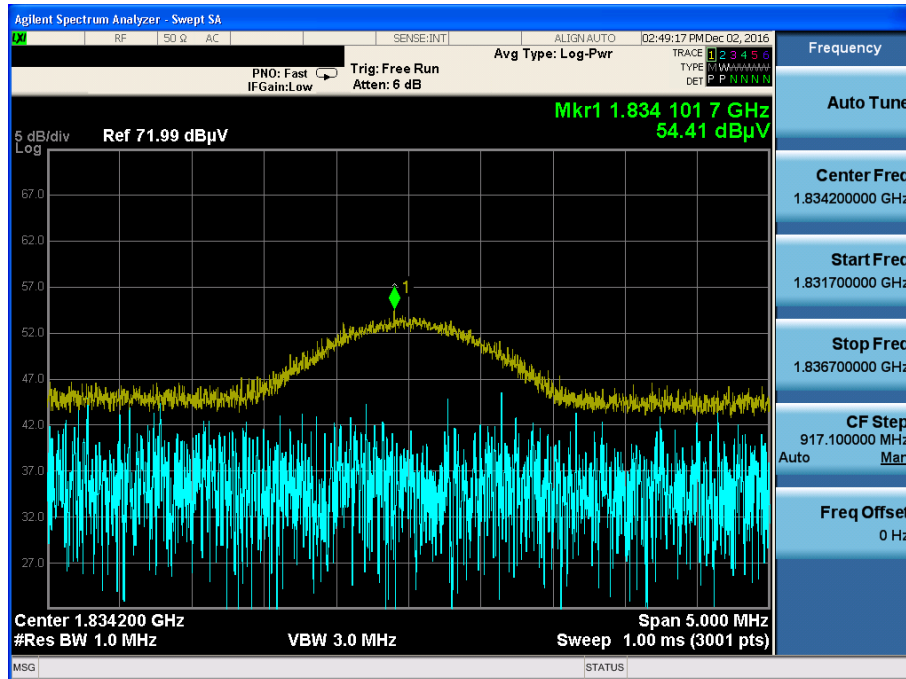 Agilent Spectrum Analyzer - Swept SA
LXI RF 50 Ω AC SENSE:INT ALIGN AUTO 02:49:17 PM Dec 02, 2016
Frequency
Avg Type: Log-Pwr
TRACE 1 2 3 4 5 6
PNO: Fast Trig: Free Run
TYPE M WWWWW
IFGain:Low Atten: 6 dB
DET P P N N N N
Auto Tune
Mkr1 1.834 101 7 GHz
54.41 dBµV
5 dB/div Ref 71.99 dBµV
Log
67.0
62.0
57.0
52.0
47.0
42.0
37.0
32.0
27.0
1
Center Freq
1.834200000 GHz
Start Freq
1.831700000 GHz
Stop Freq
1.836700000 GHz
CF Step
917.100000 MHz
Auto Man
Freq Offset
0 Hz
Center 1.834200 GHz Span 5.000 MHz
#Res BW 1.0 MHz VBW 3.0 MHz Sweep 1.00 ms (3001 pts)
MSG STATUS